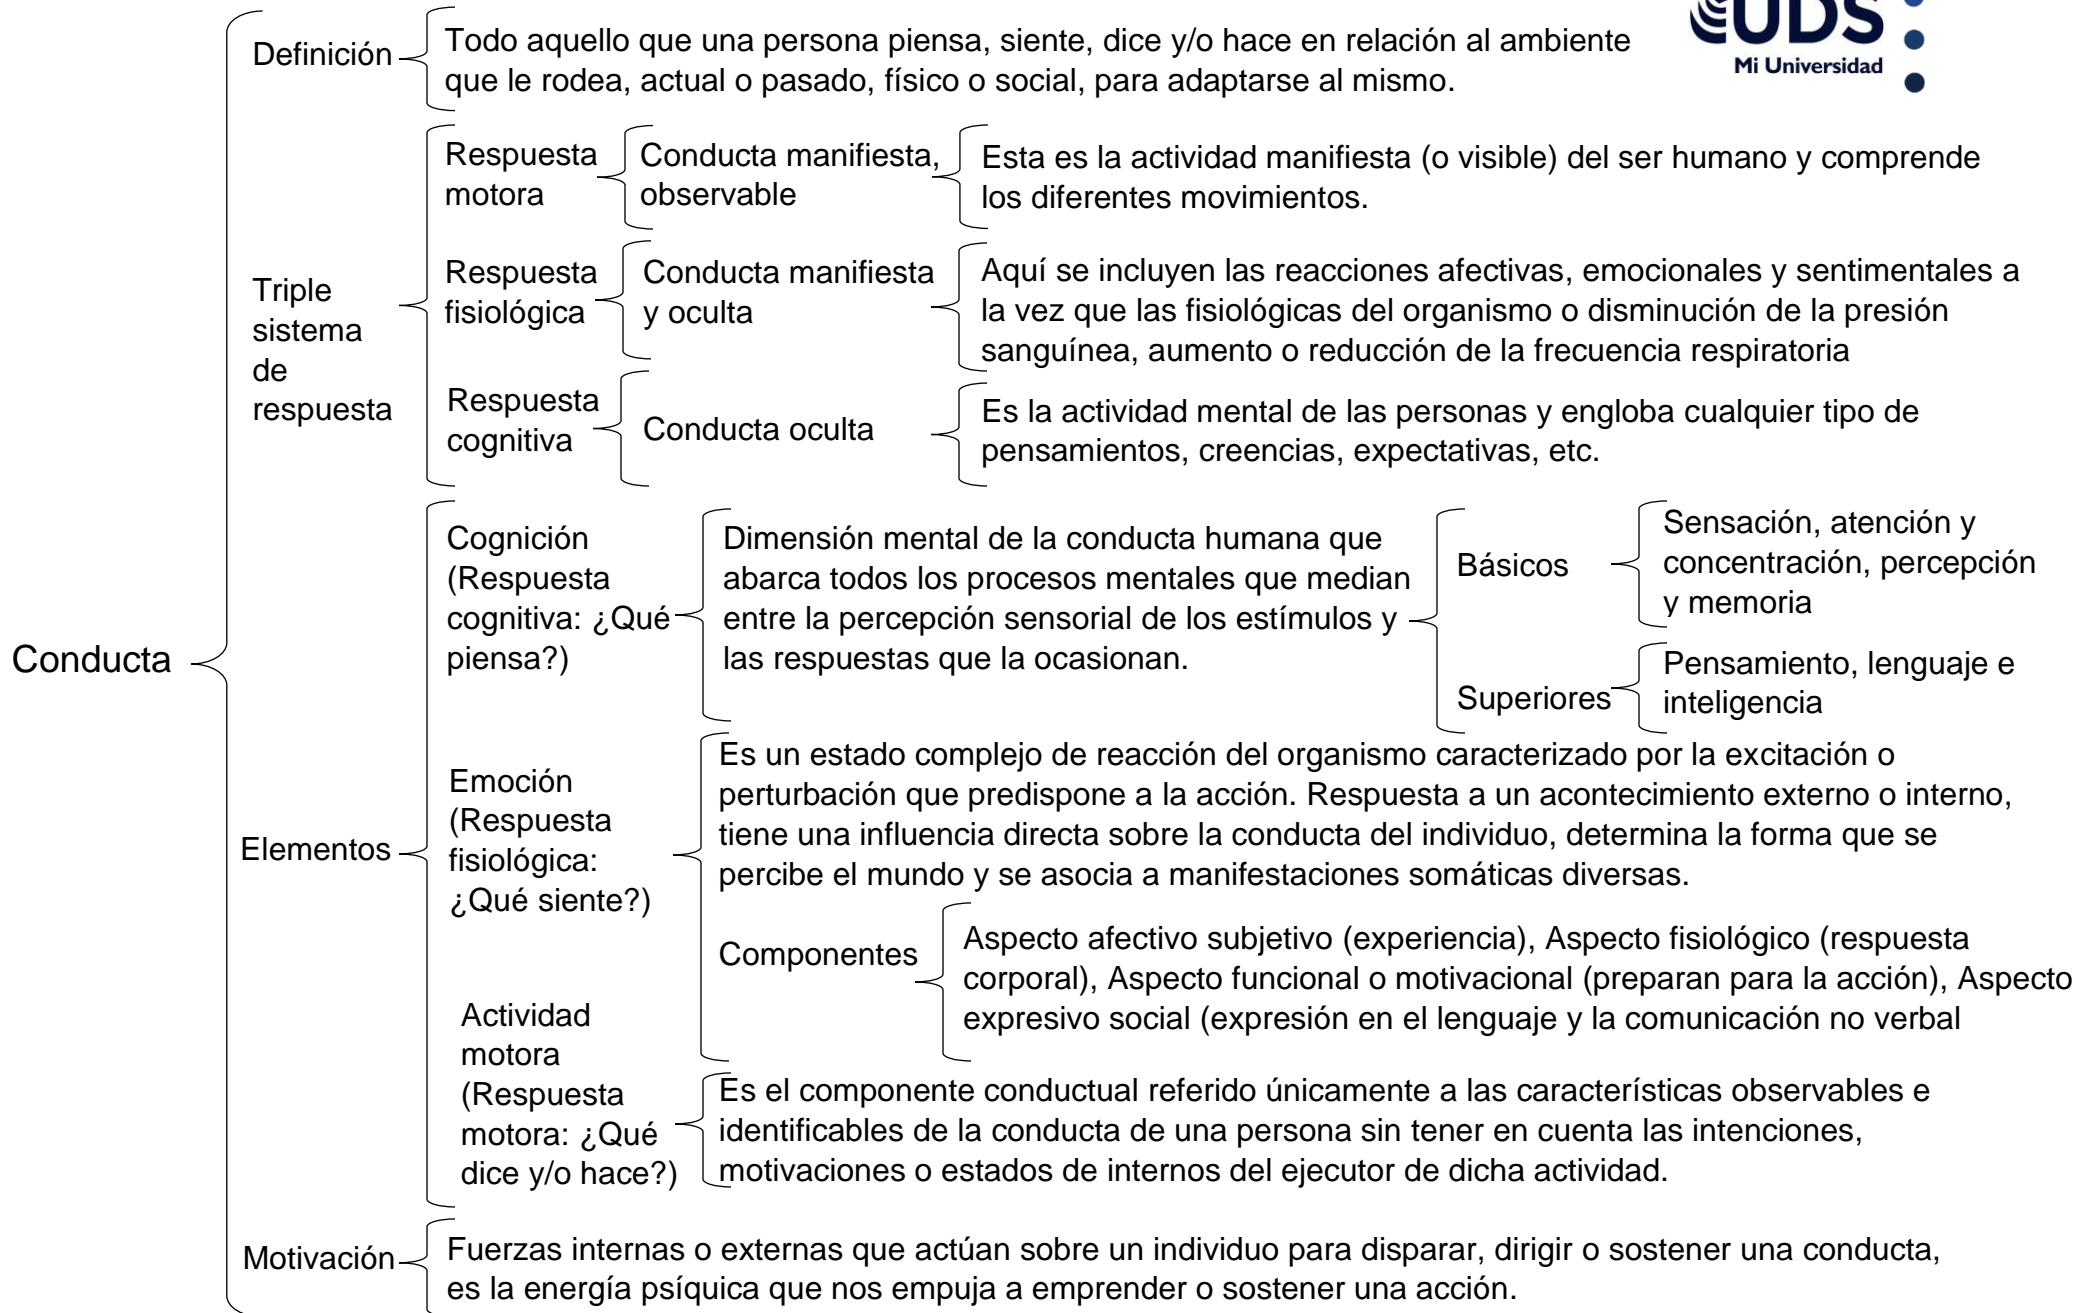 UDS
Mi Universidad
Definición
Todo aquello que una persona piensa, siente, dice y/o hace en relación al ambiente
que le rodea, actual o pasado, físico o social, para adaptarse al mismo.
Triple
sistema
de
respuesta
Respuesta
motora
Conducta manifiesta,
observable
Esta es la actividad manifiesta (o visible) del ser humano y comprende
los diferentes movimientos.
Respuesta
fisiológica
Conducta manifiesta
y oculta
Aquí se incluyen las reacciones afectivas, emocionales y sentimentales a
la vez que las fisiológicas del organismo o disminución de la presión
sanguínea, aumento o reducción de la frecuencia respiratoria
Respuesta
cognitiva
Conducta oculta
Es la actividad mental de las personas y engloba cualquier tipo de
pensamientos, creencias, expectativas, etc.
Conducta
Elementos
Cognición
(Respuesta
cognitiva: ¿Qué
piensa?)
Dimensión mental de la conducta humana que
abarca todos los procesos mentales que median
entre la percepción sensorial de los estímulos y
las respuestas que la ocasionan.
Básicos
Sensación, atención y
concentración, percepción
y memoria
Superiores
Pensamiento, lenguaje e
inteligencia
Emoción
(Respuesta
fisiológica:
¿Qué siente?)
Es un estado complejo de reacción del organismo caracterizado por la excitación o
perturbación que predispone a la acción. Respuesta a un acontecimiento externo o interno,
tiene una influencia directa sobre la conducta del individuo, determina la forma que se
percibe el mundo y se asocia a manifestaciones somáticas diversas.
Componentes
Aspecto afectivo subjetivo (experiencia), Aspecto fisiológico (respuesta
corporal), Aspecto funcional o motivacional (preparan para la acción), Aspecto
expresivo social (expresión en el lenguaje y la comunicación no verbal
Actividad
motora
(Respuesta
motora: ¿Qué
dice y/o hace?)
Es el componente conductual referido únicamente a las características observables e
identificables de la conducta de una persona sin tener en cuenta las intenciones,
motivaciones o estados de internos del ejecutor de dicha actividad.
Motivación
Fuerzas internas o externas que actúan sobre un individuo para disparar, dirigir o sostener una conducta,
es la energía psíquica que nos empuja a emprender o sostener una acción.